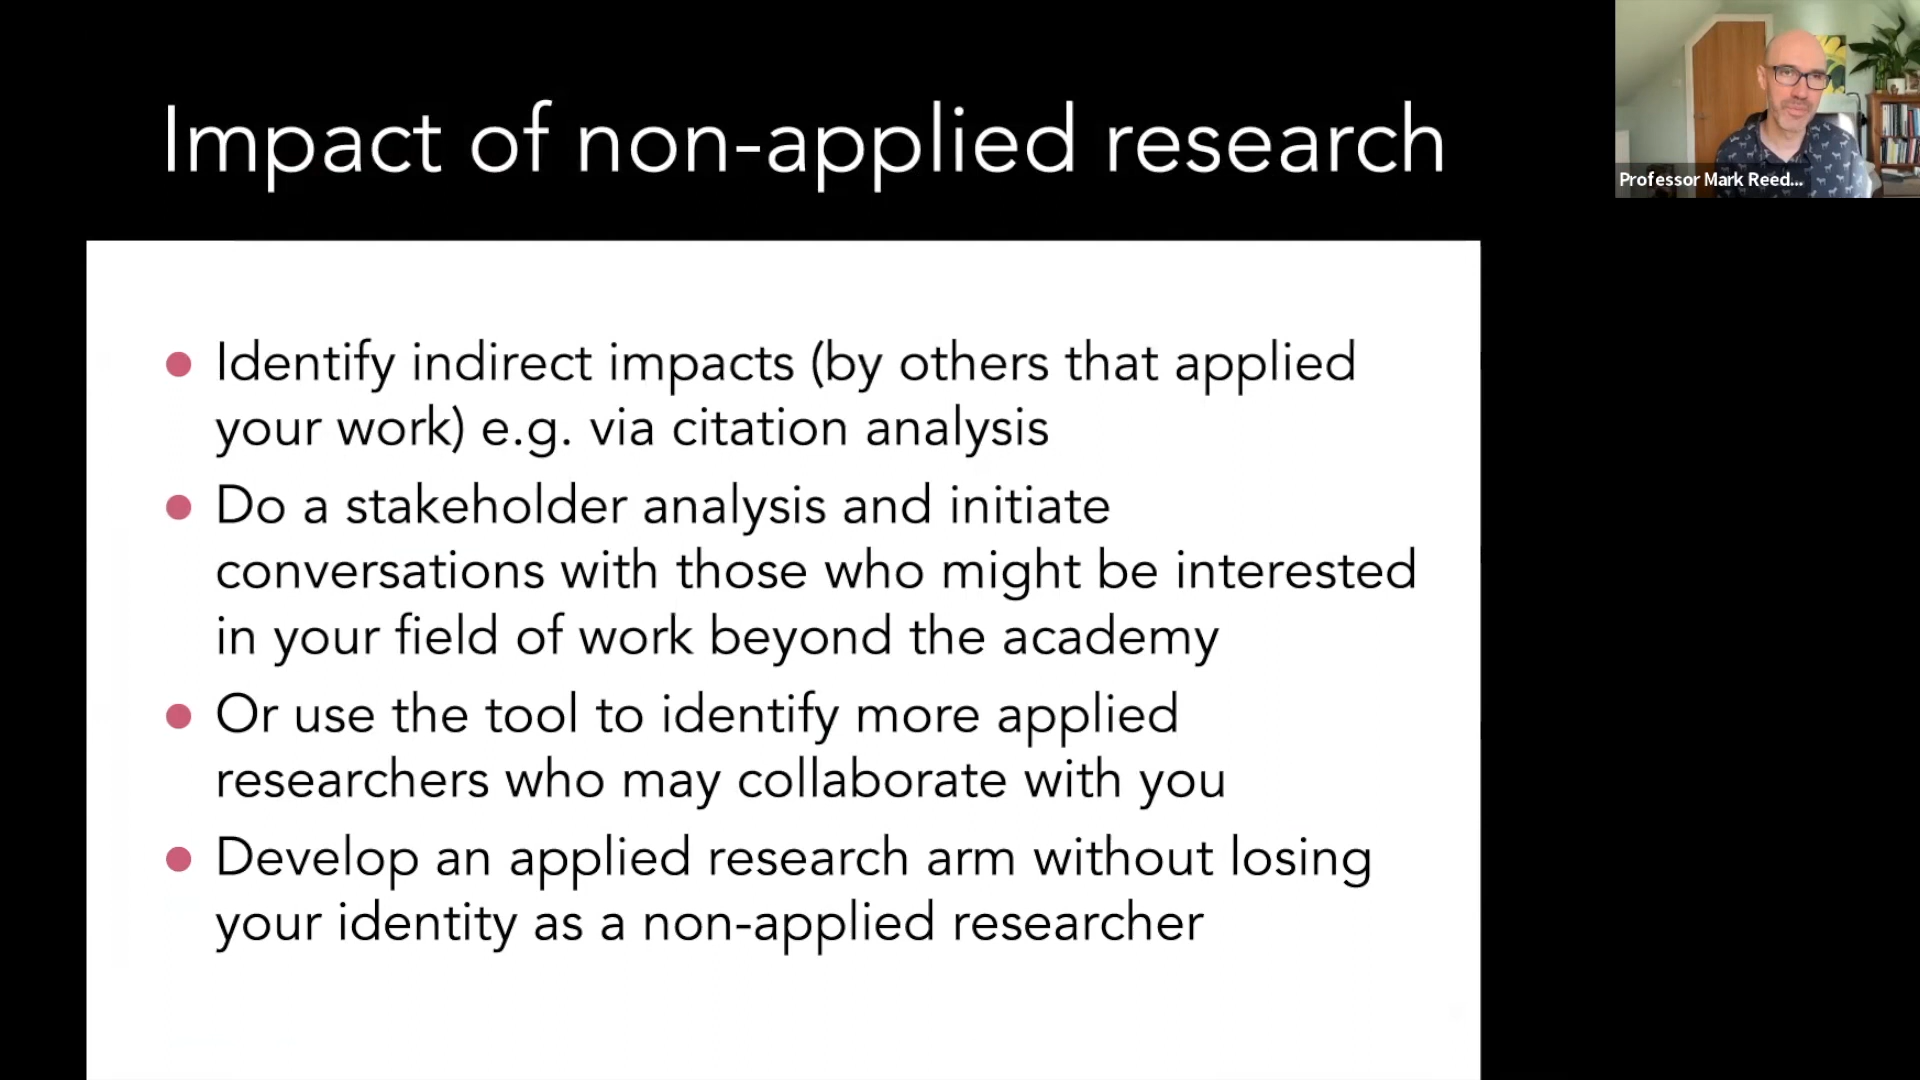 Impact of non-applied research
Professor Mark Reed...
Identify indirect impacts (by others that applied
your work) e.g. via citation analysis
Do a stakeholder analysis and initiate
conversations with those who might be interested
in your field of work beyond the academy
Or use the tool to identify more applied
researchers who may collaborate with you
Develop an applied research arm without losing
your identity as a non-applied researcher